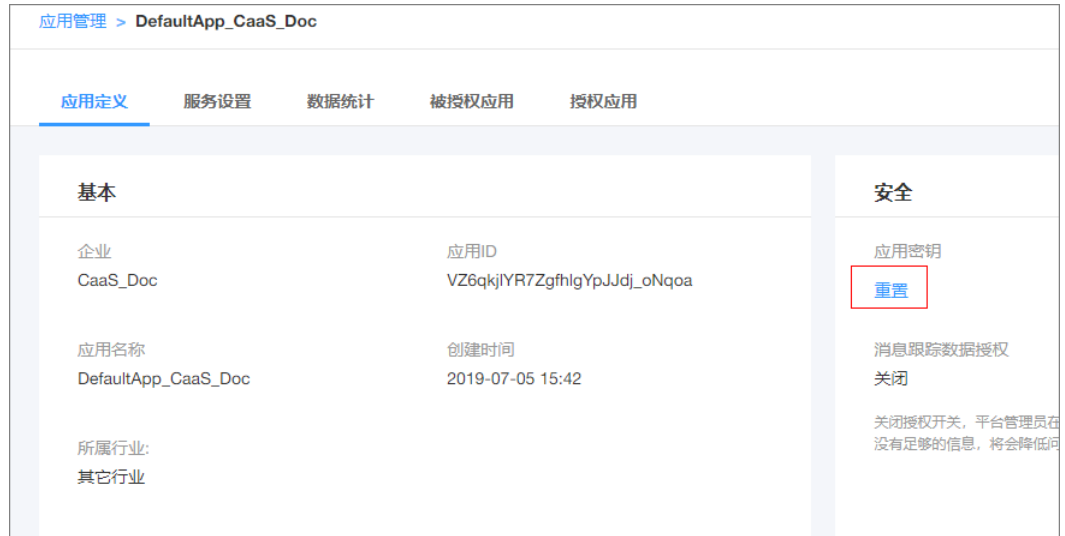 应用管理 > DefaultApp_CaaS_Doc
应用定义 服务设置 数据统计 被授权应用 授权应用
基本
企业 应用ID
CaaS_Doc VZ6qkjlYR7ZgfhlgYpJJdj_oNqoa
应用名称 创建时间
DefaultApp_CaaS_Doc 2019-07-05 15:42
所属行业:
其它行业
安全
应用密钥
重置
消息跟踪数据授权
关闭
关闭授权开关，平台管理员在
没有足够的信息，将会降低问